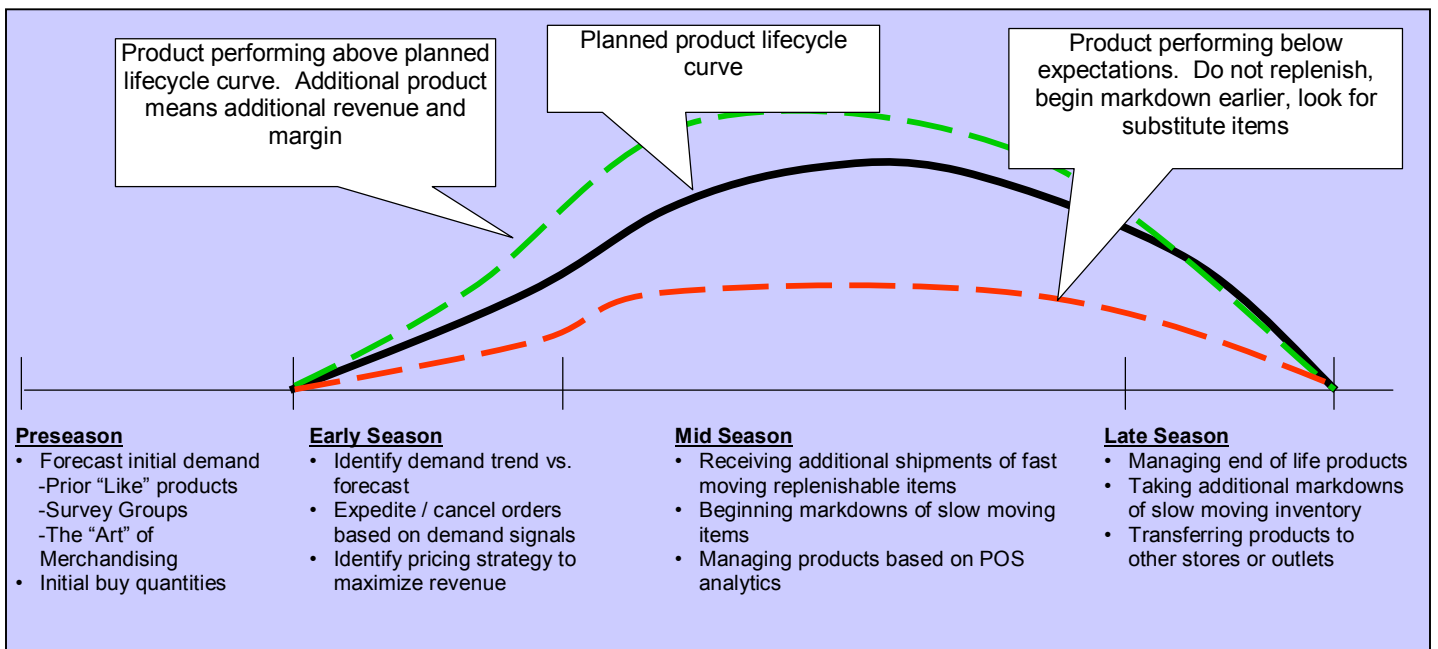 Product performing above planned
lifecycle curve.  Additional product
means additional revenue and
margin
Planned product lifecycle
curve
Product performing below
expectations.  Do not replenish,
begin markdown earlier, look for
substitute items
Preseason
• Forecast initial demand
-Prior “Like” products
-Survey Groups
-The “Art” of
Merchandising
• Initial buy quantities
Early Season
• Identify demand trend vs.
forecast
• Expedite / cancel orders
based on demand signals
• Identify pricing strategy to
maximize revenue
Mid Season
• Receiving additional shipments of fast
moving replenishable items
• Beginning markdowns of slow moving
items
• Managing products based on POS
analytics
Late Season
• Managing end of life products
• Taking additional markdowns
of slow moving inventory
• Transferring products to
other stores or outlets